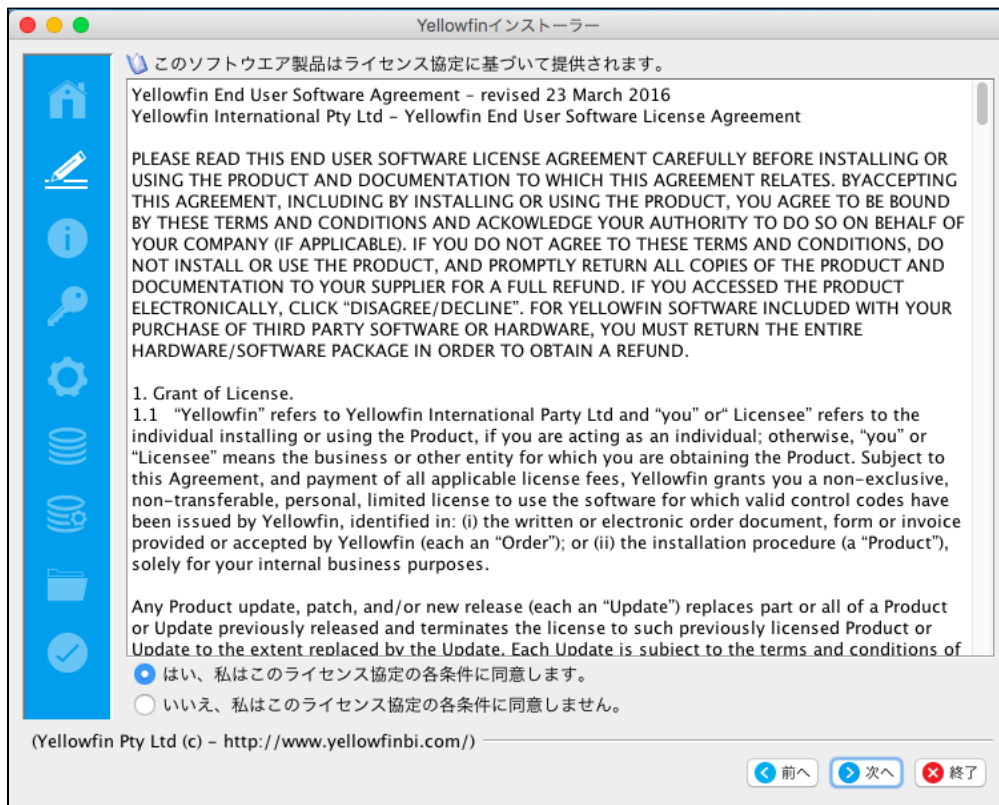 Yellowfinインストーラー
このソフトウエア製品はライセンス協定に基づいて提供されます。
Yellowfin End User Software Agreement – revised 23 March 2016
Yellowfin International Pty Ltd – Yellowfin End User Software License Agreement
PLEASE READ THIS END USER SOFTWARE LICENSE AGREEMENT CAREFULLY BEFORE INSTALLING OR
USING THE PRODUCT AND DOCUMENTATION TO WHICH THIS AGREEMENT RELATES. BYACCEPTING
THIS AGREEMENT, INCLUDING BY INSTALLING OR USING THE PRODUCT, YOU AGREE TO BE BOUND
BY THESE TERMS AND CONDITIONS AND ACKOWLEDGE YOUR AUTHORITY TO DO SO ON BEHALF OF
YOUR COMPANY (IF APPLICABLE). IF YOU DO NOT AGREE TO THESE TERMS AND CONDITIONS, DO
NOT INSTALL OR USE THE PRODUCT, AND PROMPTLY RETURN ALL COPIES OF THE PRODUCT AND
DOCUMENTATION TO YOUR SUPPLIER FOR A FULL REFUND. IF YOU ACCESSED THE PRODUCT
ELECTRONICALLY, CLICK “DISAGREE/DECLINE”. FOR YELLOWFIN SOFTWARE INCLUDED WITH YOUR
PURCHASE OF THIRD PARTY SOFTWARE OR HARDWARE, YOU MUST RETURN THE ENTIRE
HARDWARE/SOFTWARE PACKAGE IN ORDER TO OBTAIN A REFUND.
1. Grant of License.
1.1 “Yellowfin” refers to Yellowfin International Party Ltd and “you” or“ Licensee” refers to the
individual installing or using the Product, if you are acting as an individual; otherwise, “you” or
“Licensee” means the business or other entity for which you are obtaining the Product. Subject to
this Agreement, and payment of all applicable license fees, Yellowfin grants you a non-exclusive,
non-transferable, personal, limited license to use the software for which valid control codes have
been issued by Yellowfin, identified in: (i) the written or electronic order document, form or invoice
provided or accepted by Yellowfin (each an “Order”); or (ii) the installation procedure (a “Product”),
solely for your internal business purposes.
Any Product update, patch, and/or new release (each an “Update”) replaces part or all of a Product
or Update previously released and terminates the license to such previously licensed Product or
Update to the extent replaced by the Update. Each Update is subject to the terms and conditions of
はい、私はこのライセンス協定の各条件に同意します。
いいえ、私はこのライセンス協定の各条件に同意しません。
(Yellowfin Pty Ltd (c) – http://www.yellowfinbi.com/)
前へ 次へ 終了